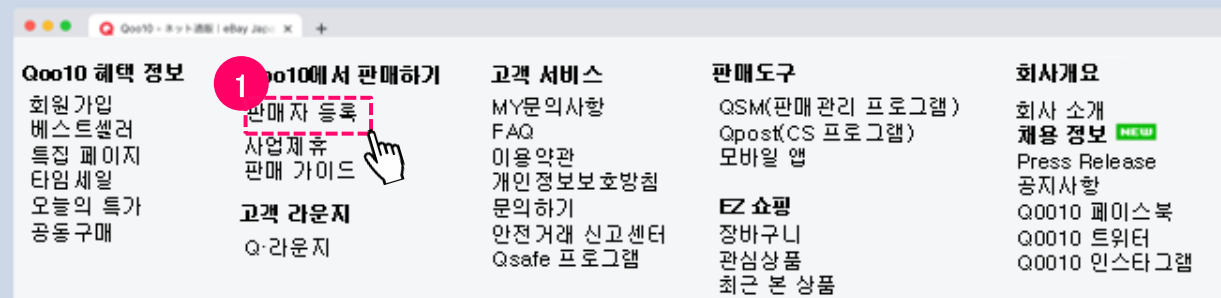 Qoo10 - ネット通販 | eBay Japa
Qoo10 혜택 정보
회원가입
베스트셀러
특집 페이지
타임세일
오늘의 특가
공동구매
1
oo10에서 판매하기
판매자 등록
사업제휴
판매 가이드
고객 라운지
Q·라운지
고객 서비스
MY문의사항
FAQ
이용약관
개인정보보호방침
문의하기
안전거래 신고센터
Qsafe 프로그램
판매도구
QSM(판매관리 프로그램)
Qpost(CS 프로그램)
모바일 앱
EZ 쇼핑
장바구니
관심상품
최근 본 상품
회사개요
회사 소개
채용 정보 NEW
Press Release
공지사항
Q0010 페이스북
Q0010 트위터
Q0010 인스타그램